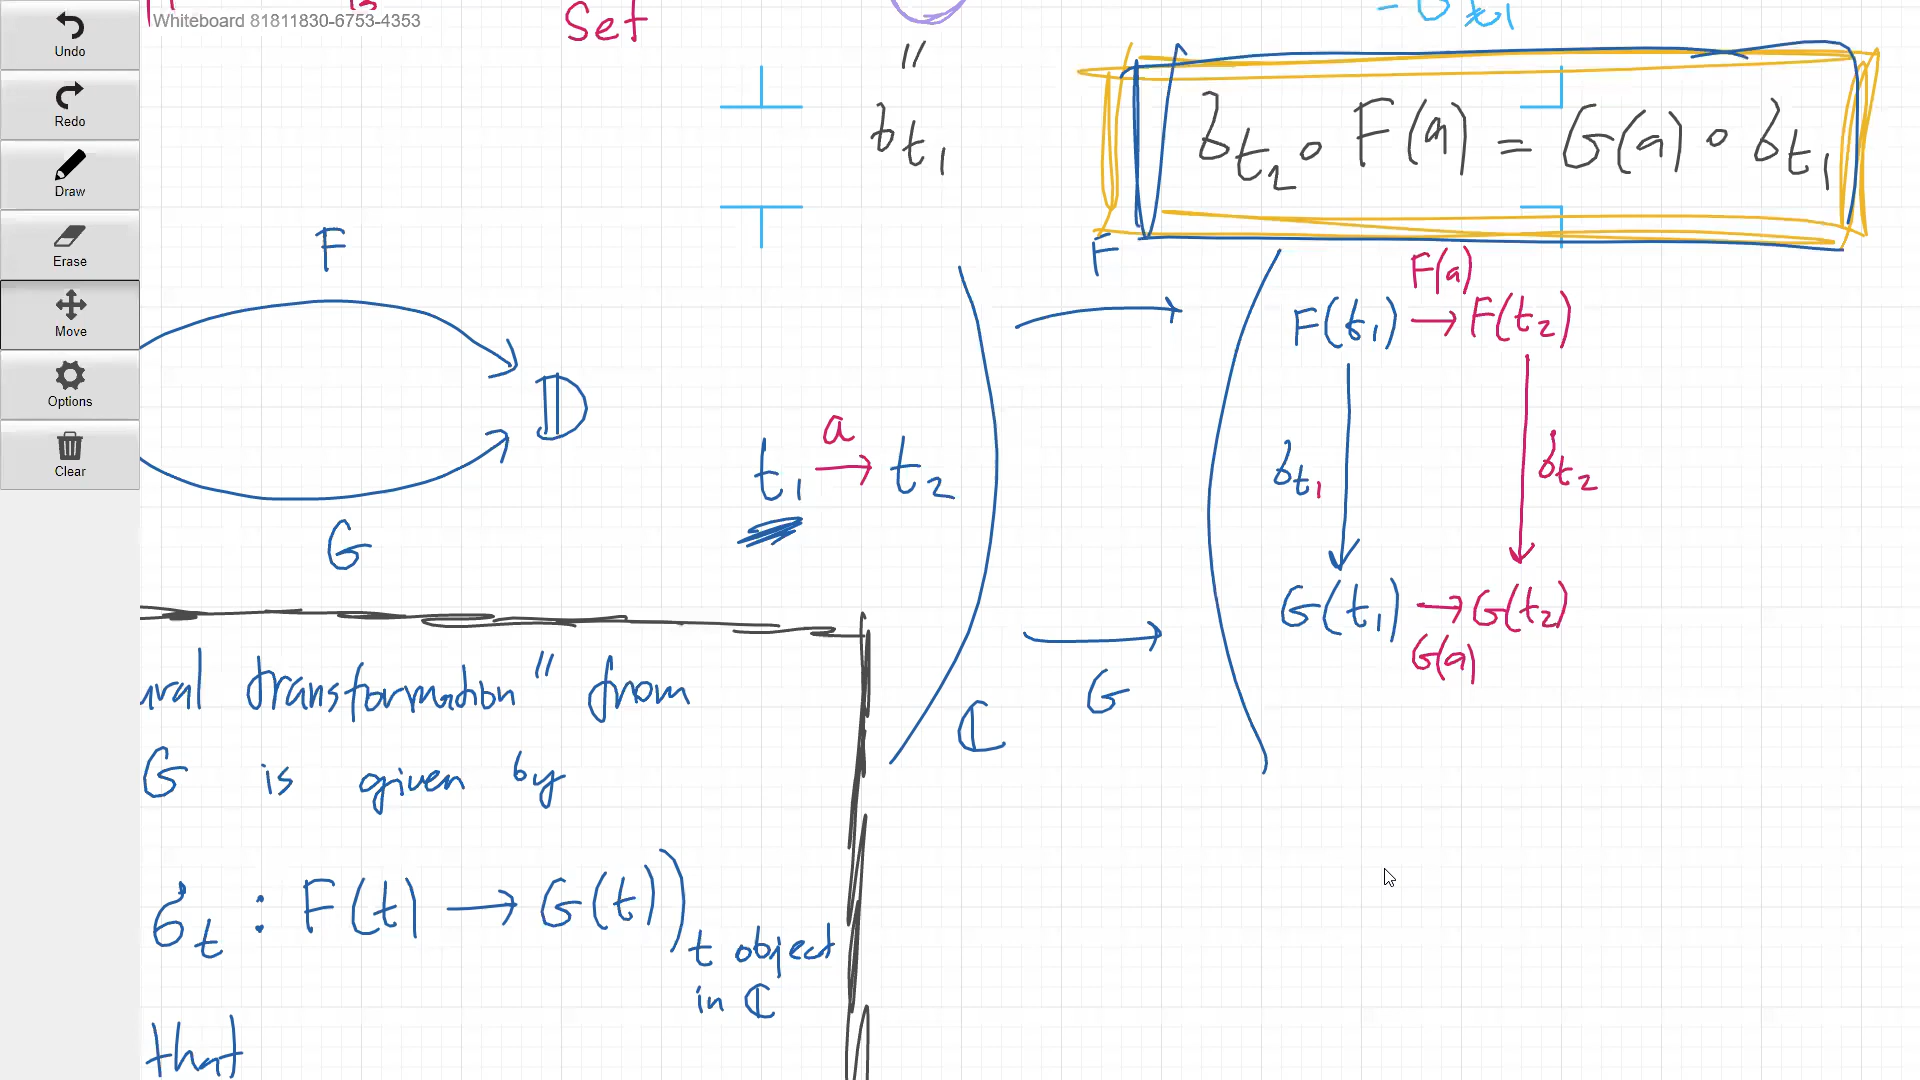 Undo
Redo
Draw
Erase
Move
Options
Clear
Whiteboard 81811830-6753-4353
Set
"
σt₁
σt₂ ∘ F(a) = G(a) ∘ σt₁
F
G
𝔻
t₁ a→ t₂
ℂ
F
G
F(a)
F(t₁) → F(t₂)
σt₁
σt₂
G(t₁) → G(t₂)
G(a)
ural transformation" from
G is given by
σt : F(t) → G(t))
t object
in ℂ
that